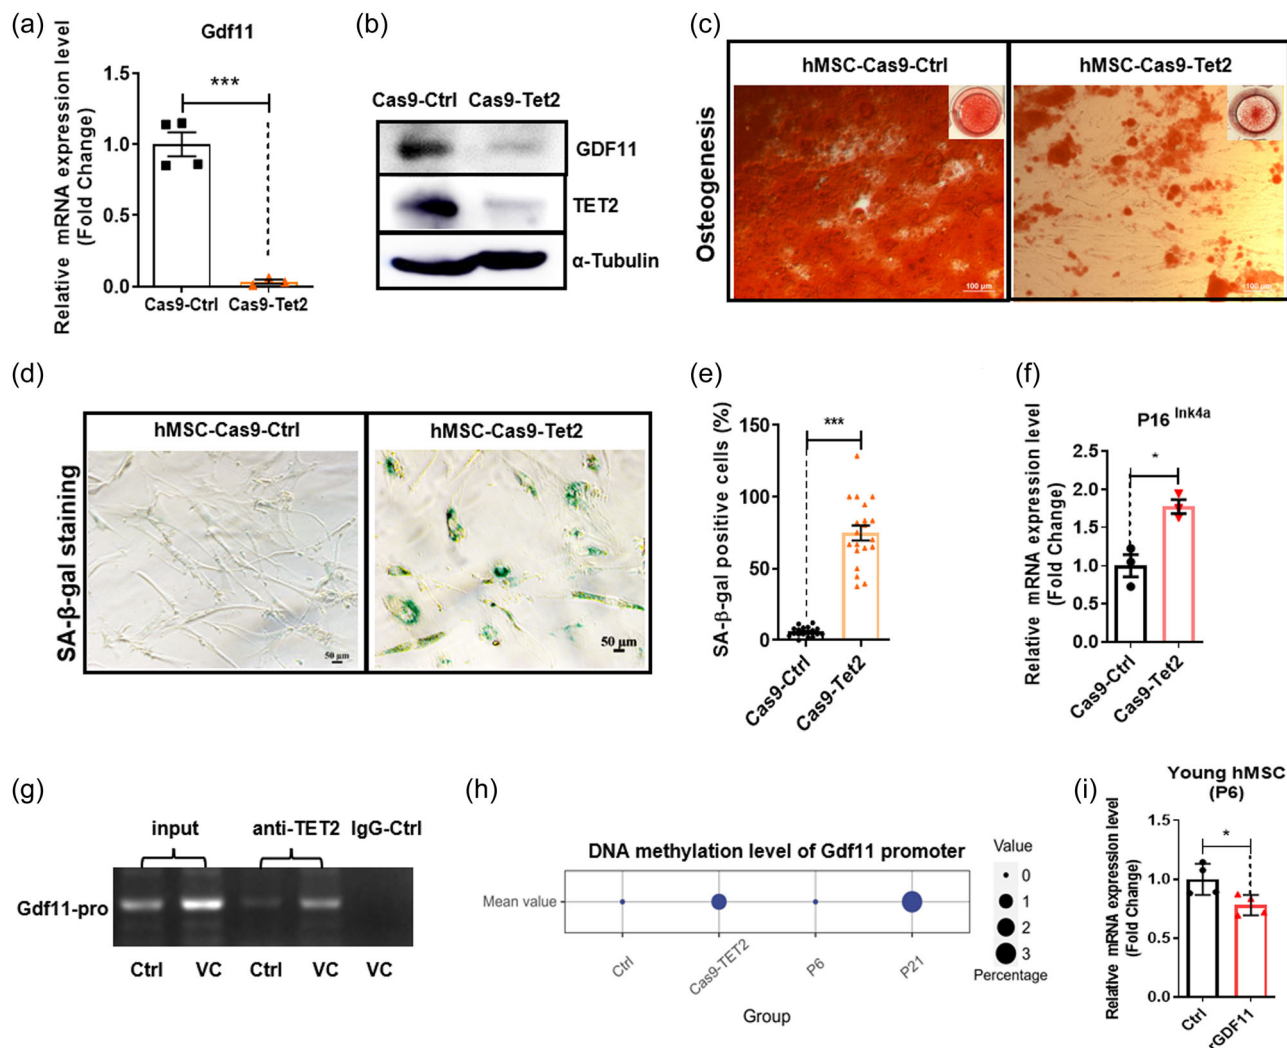 (a)
Gdf11
Relative mRNA expression level
(Fold Change)
1.5
1.0
0.5
0.0
***
Cas9-Ctrl
Cas9-Tet2
(b)
Cas9-Ctrl Cas9-Tet2
GDF11
TET2
α-Tubulin
(c)
hMSC-Cas9-Ctrl
hMSC-Cas9-Tet2
Osteogenesis
100 μm
100 μm
(d)
hMSC-Cas9-Ctrl
hMSC-Cas9-Tet2
SA-β-gal staining
50 μm
50 μm
(e)
SA-β-gal positive cells (%)
150
100
50
0
***
Cas9-Ctrl
Cas9-Tet2
(f)
P16 Ink4a
Relative mRNA expression level
(Fold Change)
2.5
2.0
1.5
1.0
0.5
0.0
*
Cas9-Ctrl
Cas9-Tet2
(g)
input anti-TET2 IgG-Ctrl
Gdf11-pro
Ctrl VC Ctrl VC VC
(h)
DNA methylation level of Gdf11 promoter
Mean value
Ctrl
Cas9-TET2
P6
P21
Group
Value
0
1
2
3
Percentage
(i)
Young hMSC
(P6)
Relative mRNA expression level
(Fold Change)
1.5
1.0
0.5
0.0
*
Ctrl
rGDF11